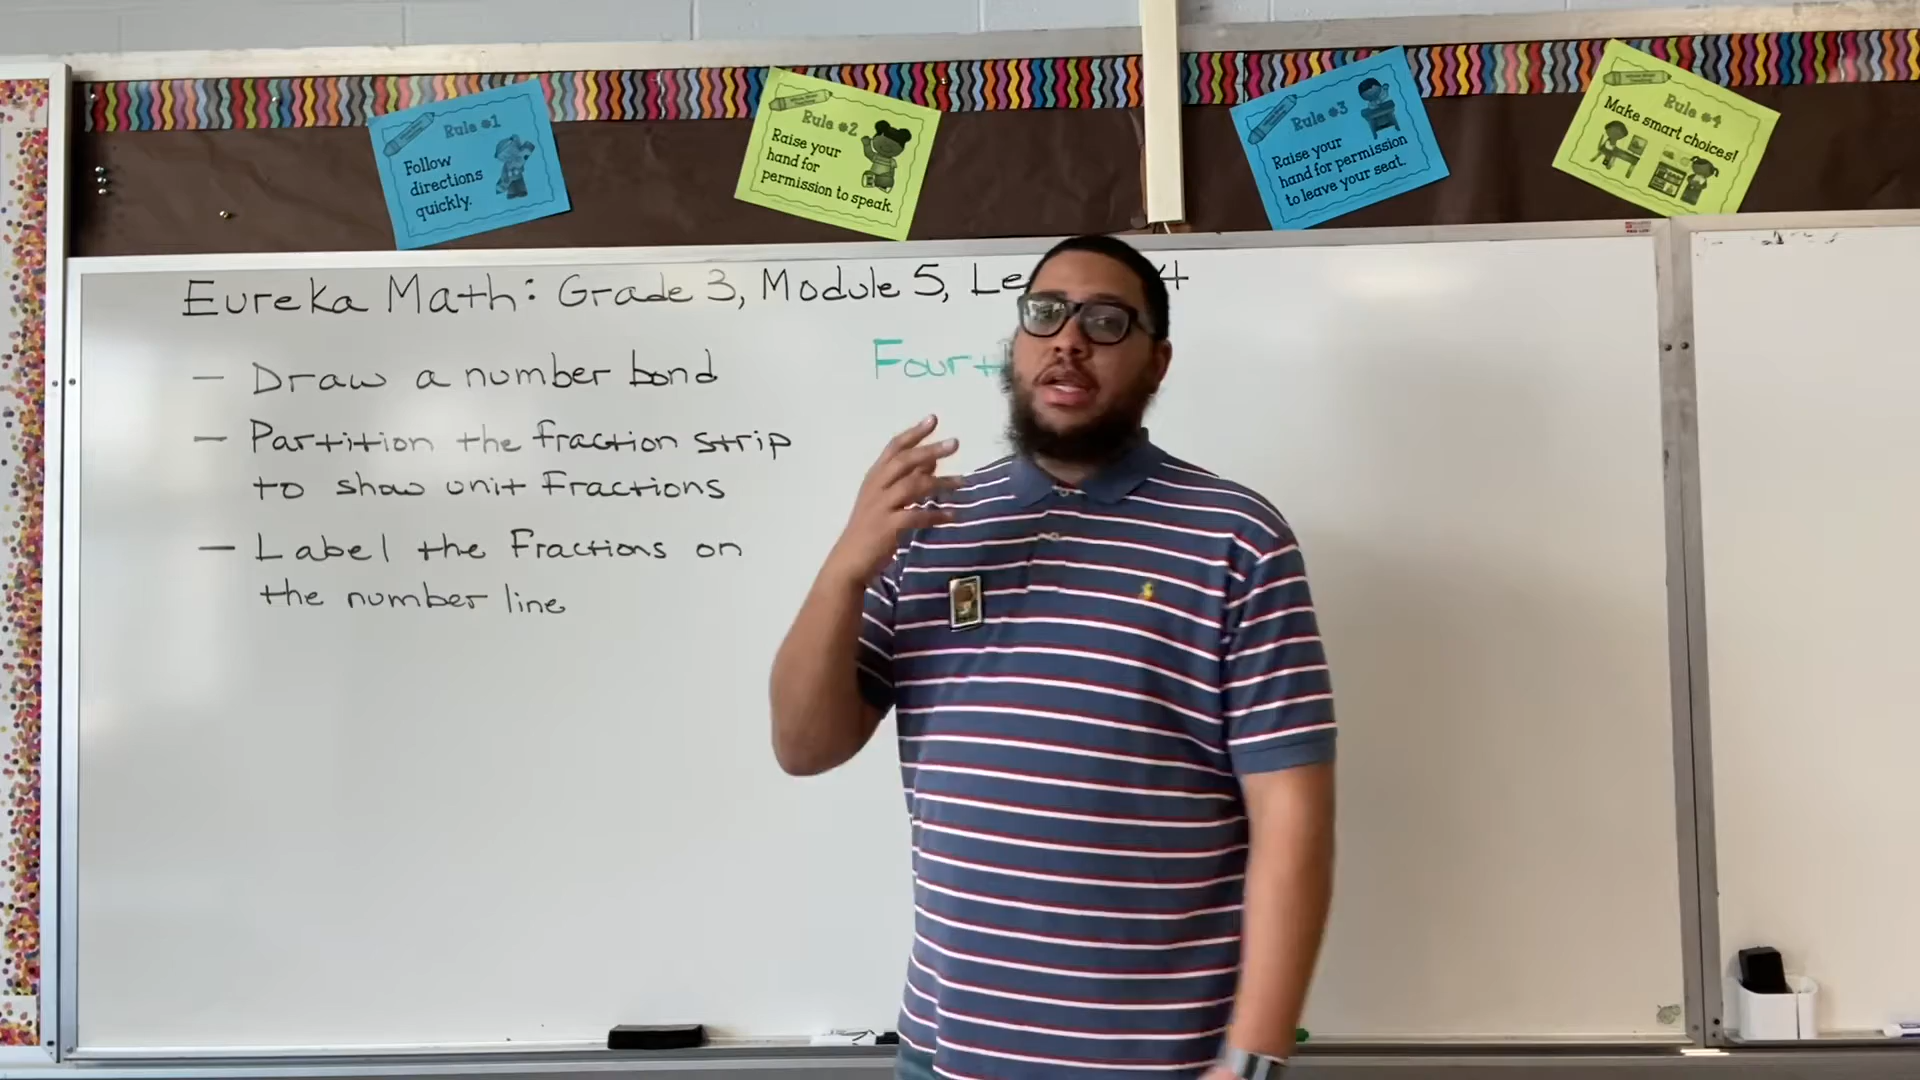 Rule #1
Follow
directions
quickly.
Rule #2
Raise your
hand for
permission to speak.
Rule #3
Raise your
hand for permission
to leave your seat.
Rule #4
Make smart choices!
Eureka Math: Grade 3, Module 5, Le 4
- Draw a number bond
- Partition the fraction strip
to show unit Fractions
- Label the Fractions on
the number line
Fourt